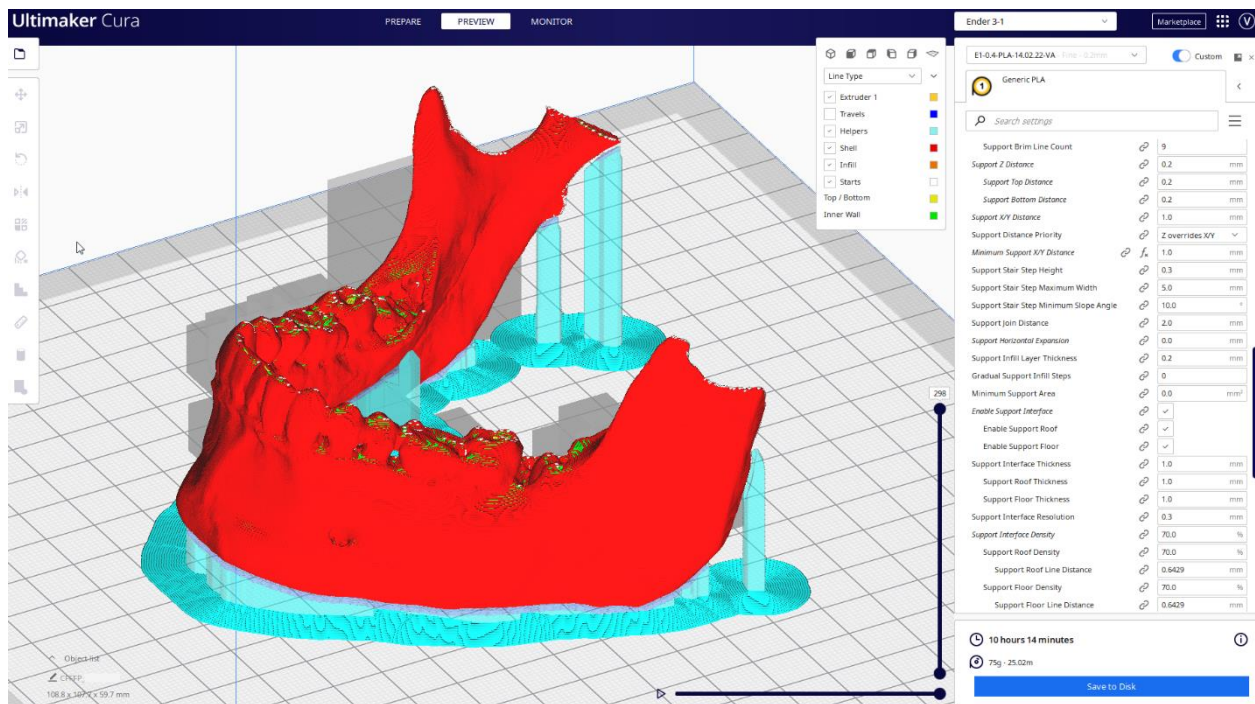 Ultimaker Cura
PREPARE
PREVIEW
MONITOR
Ender 3-1
Marketplace
V
Line Type
Extruder 1
Travels
Helpers
Shell
Infill
Starts
Top / Bottom
Inner Wall
298
E1-0.4-PLA-14.02.22-VA Fine - 0.2mm
Custom
1 Generic PLA
Search settings
Support Brim Line Count 9
Support Z Distance 0.2 mm
Support Top Distance 0.2 mm
Support Bottom Distance 0.2 mm
Support X/Y Distance 1.0 mm
Support Distance Priority Z overrides X/Y
Minimum Support X/Y Distance 1.0 mm
Support Stair Step Height 0.3 mm
Support Stair Step Maximum Width 5.0 mm
Support Stair Step Minimum Slope Angle 10.0 °
Support Join Distance 2.0 mm
Support Horizontal Expansion 0.0 mm
Support Infill Layer Thickness 0.2 mm
Gradual Support Infill Steps 0
Minimum Support Area 0.0 mm²
Enable Support Interface
Enable Support Roof
Enable Support Floor
Support Interface Thickness 1.0 mm
Support Roof Thickness 1.0 mm
Support Floor Thickness 1.0 mm
Support Interface Resolution 0.3 mm
Support Interface Density 70.0 %
Support Roof Density 70.0 %
Support Roof Line Distance 0.6429 mm
Support Floor Density 70.0 %
Support Floor Line Distance 0.6429 mm
10 hours 14 minutes
75g · 25.02m
Save to Disk
Object list
108.8 x 107.7 x 59.7 mm